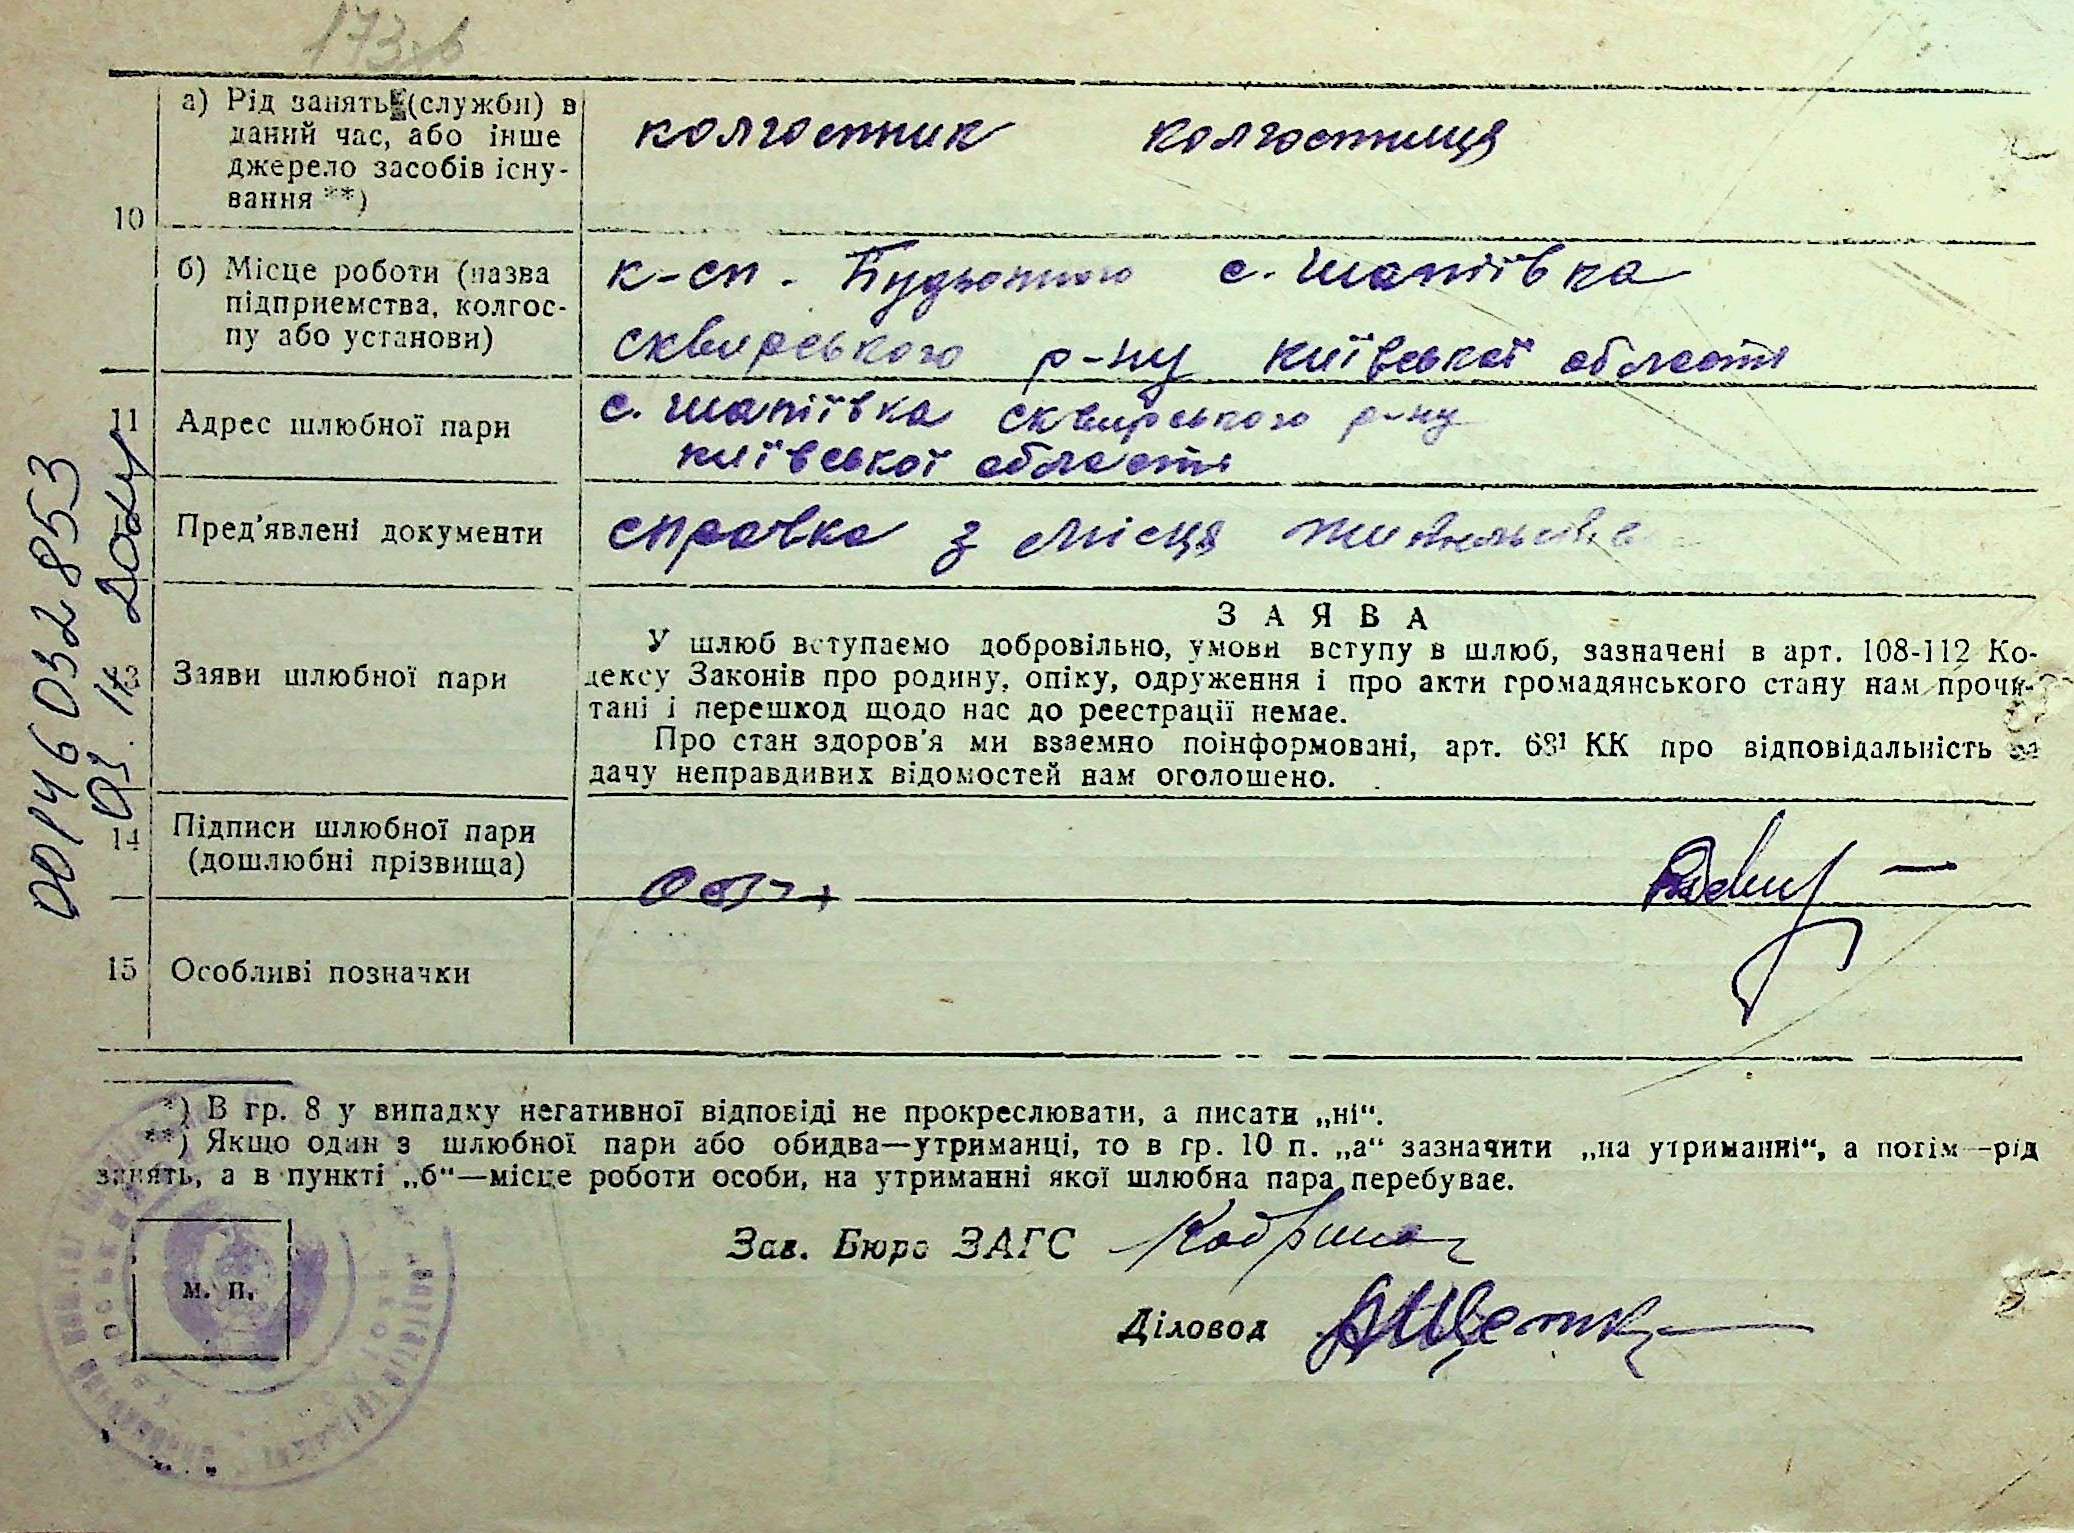 173
а) Рід занять (служби) в
даний час, або інше
джерело засобів існу-
вання **)
колгоспник колгоспниця
10
б) Місце роботи (назва
підприємства, колгос-
пу або установи)
к-сп. Будьонного с. Шапіївка
Сквирського р-ну Київської області
11
Адрес шлюбної пари
с. Шапіївка Сквирського р-ну
Київської області
Пред'явлені документи
справка з місця жительства
13
Заяви шлюбної пари
ЗАЯВА
У шлюб вступаємо добровільно, умови вступу в шлюб, зазначені в арт. 108-112 Ко-
дексу Законів про родину, опіку, одруження і про акти громадянського стану нам прочи-
тані і перешкод щодо нас до реестрації немає.
Про стан здоров'я ми взаємно поінформовані, арт. 68¹ КК про відповідальність за
дачу неправдивих відомостей нам оголошено.
14
Підписи шлюбної пари
(дошлюбні прізвища)
15
Особливі позначки
00146032853
*) В гр. 8 у випадку негативної відповіді не прокреслювати, а писати „ні“.
**) Якщо один з шлюбної пари або обидва—утриманці, то в гр. 10 п. „а“ зазначити „на утриманні“, а потім—рід
занять, а в пункті „б“—місце роботи особи, на утриманні якої шлюбна пара перебуває.
Зав. Бюро ЗАГС
Діловод
М. П.